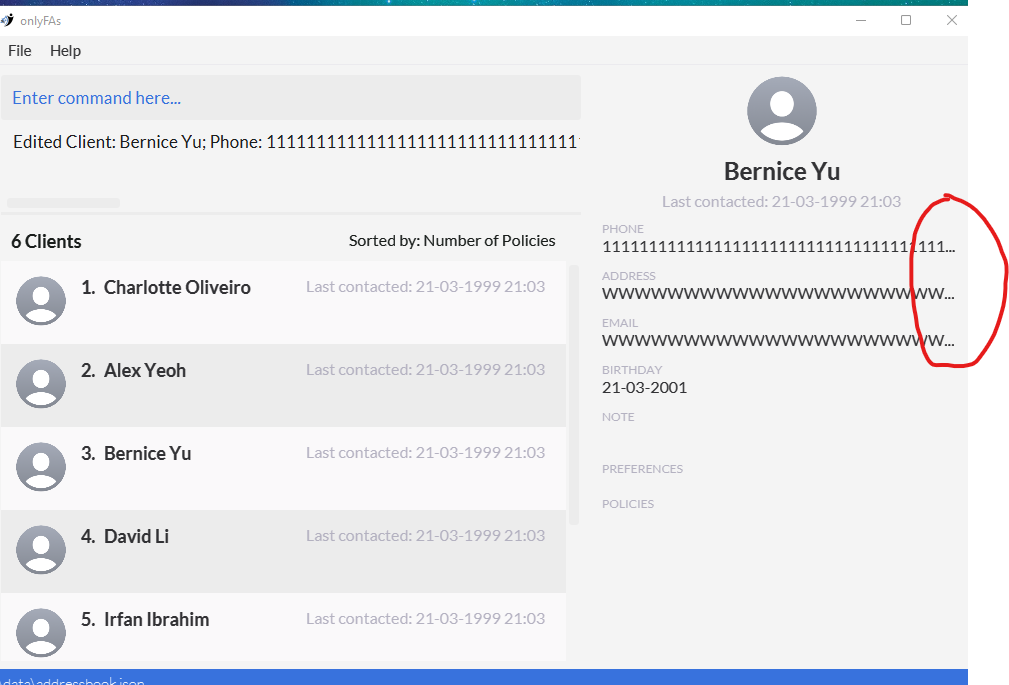 onlyFAs
File Help
Enter command here...
Edited Client: Bernice Yu; Phone: 1111111111111111111111111111111
6 Clients
Sorted by: Number of Policies
1. Charlotte Oliveiro
Last contacted: 21-03-1999 21:03
2. Alex Yeoh
Last contacted: 21-03-1999 21:03
3. Bernice Yu
Last contacted: 21-03-1999 21:03
4. David Li
Last contacted: 21-03-1999 21:03
5. Irfan Ibrahim
Last contacted: 21-03-1999 21:03
Bernice Yu
Last contacted: 21-03-1999 21:03
PHONE
1111111111111111111111111111111111111...
ADDRESS
WWWWWWWWWWWWWWWWWWWWW...
EMAIL
WWWWWWWWWWWWWWWWWWWWW...
BIRTHDAY
21-03-2001
NOTE
PREFERENCES
POLICIES
\data\addressbook.json